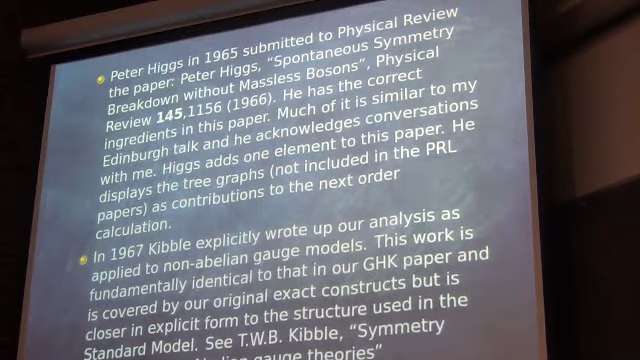 Peter Higgs in 1965 submitted to Physical Review
the paper: Peter Higgs, “Spontaneous Symmetry
Breakdown without Massless Bosons”, Physical
Review 145,1156 (1966). He has the correct
ingredients in this paper. Much of it is similar to my
Edinburgh talk and he acknowledges conversations
with me. Higgs adds one element to this paper. He
displays the tree graphs (not included in the PRL
papers) as contributions to the next order
calculation.
In 1967 Kibble explicitly wrote up our analysis as
applied to non-abelian gauge models. This work is
fundamentally identical to that in our GHK paper and
is covered by our original exact constructs but is
closer in explicit form to the structure used in the
Standard Model. See T.W.B. Kibble, “Symmetry
gauge theories”